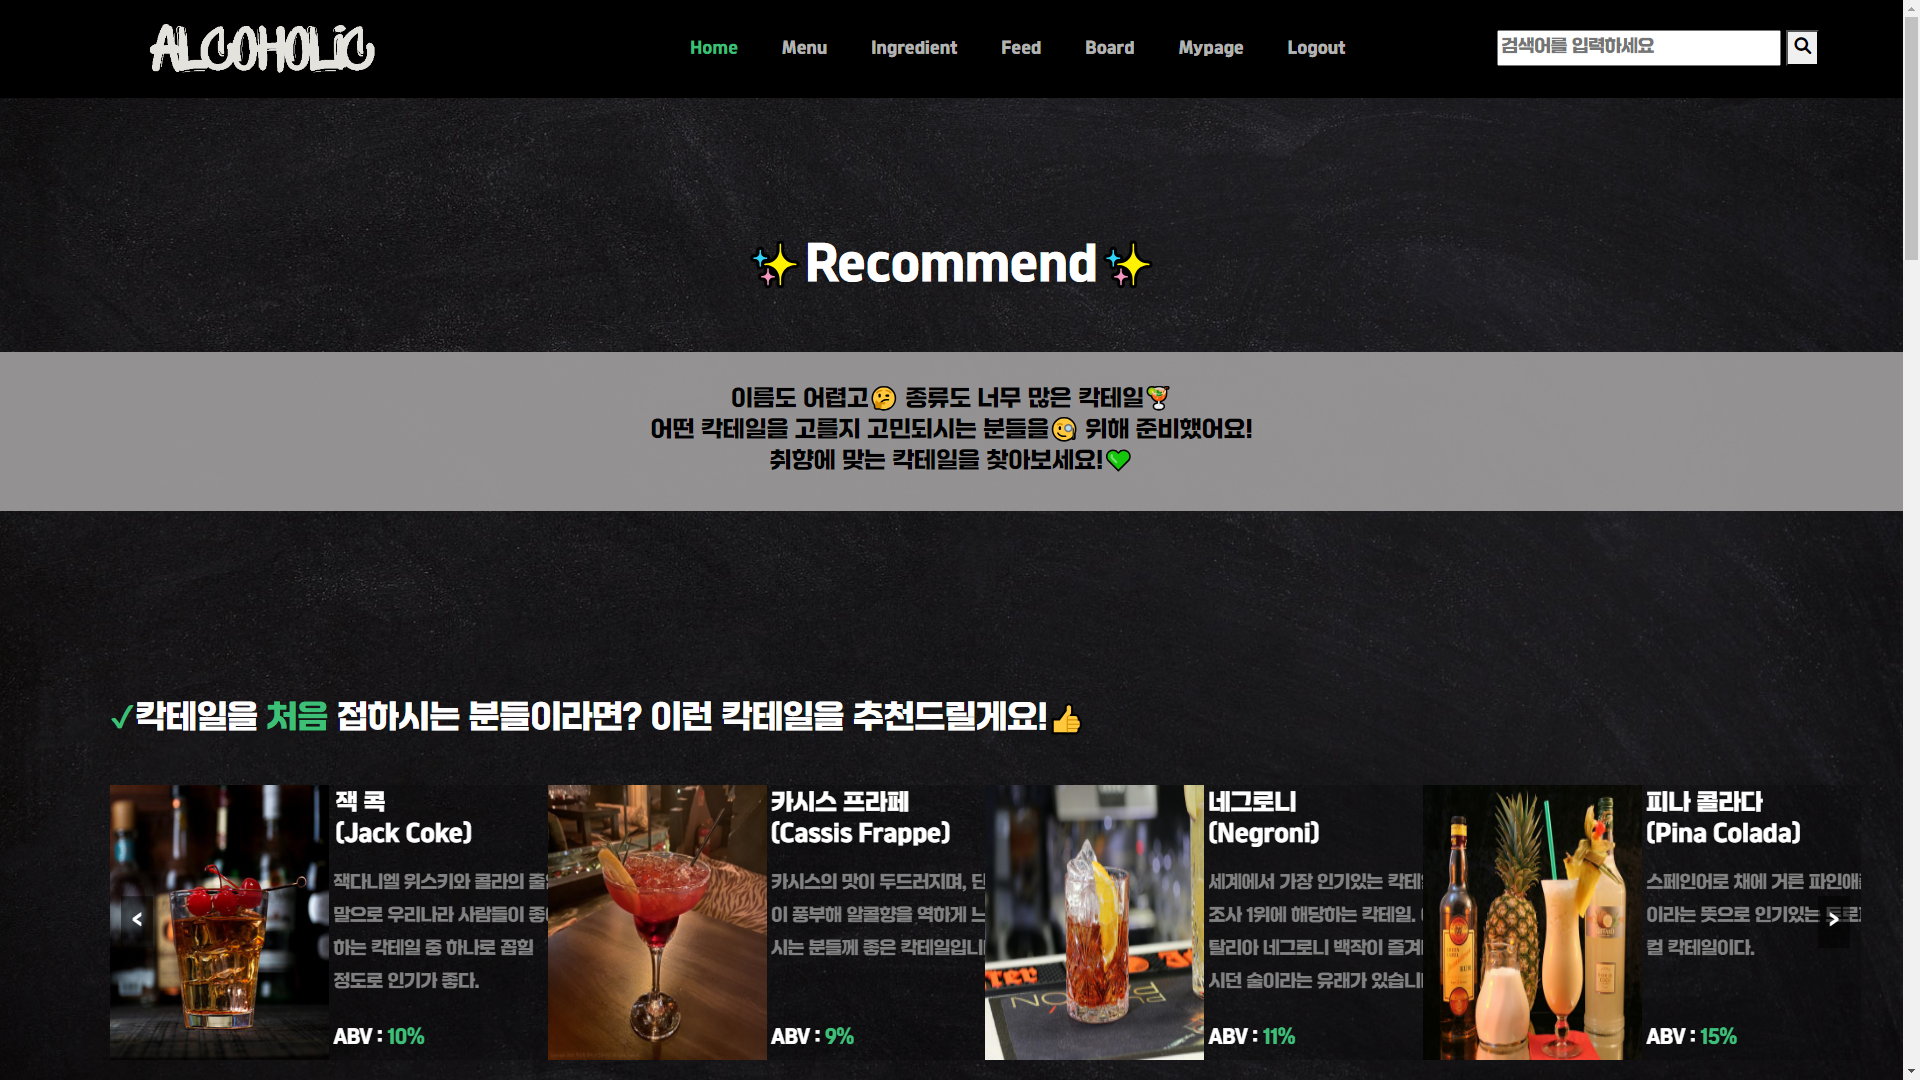 ALCOHOLiC
Home Menu Ingredient Feed Board Mypage Logout
검색어를 입력하세요
✨Recommend✨
이름도 어렵고🤔 종류도 너무 많은 칵테일🍹
어떤 칵테일을 고를지 고민되시는 분들을🧐 위해 준비했어요!
취향에 맞는 칵테일을 찾아보세요!💚
✓칵테일을 처음 접하시는 분들이라면? 이런 칵테일을 추천드릴게요!👍
잭 콕
(Jack Coke)
잭다니엘 위스키와 콜라의 줄
말으로 우리나라 사람들이 좋
하는 칵테일 중 하나로 꼽힐
정도로 인기가 좋다.
ABV : 10%
카시스 프라페
(Cassis Frappe)
카시스의 맛이 두드러지며, 단
이 풍부해 알콜향을 역하게 느
시는 분들께 좋은 칵테일입니
ABV : 9%
네그로니
(Negroni)
세계에서 가장 인기있는 칵테
조사 1위에 해당하는 칵테일.
탈리아 네그로니 백작이 즐겨
시던 술이라는 유래가 있습니
ABV : 11%
피나 콜라다
(Pina Colada)
스페인어로 채에 거른 파인애
이라는 뜻으로 인기있는 트로
컬 칵테일이다.
ABV : 15%